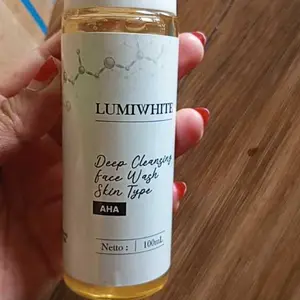 LUMIWHITE
Deep Cleansing
Face Wash
Skin Type
AHA
Netto : 100mL